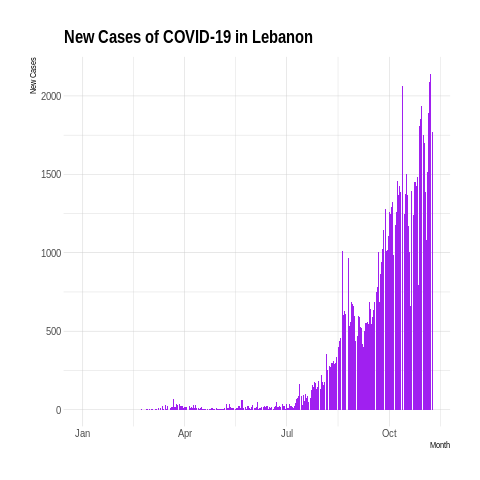 New Cases of COVID-19 in Lebanon
New Cases
2000
1500
1000
500
0
Jan Apr Jul Oct
Month